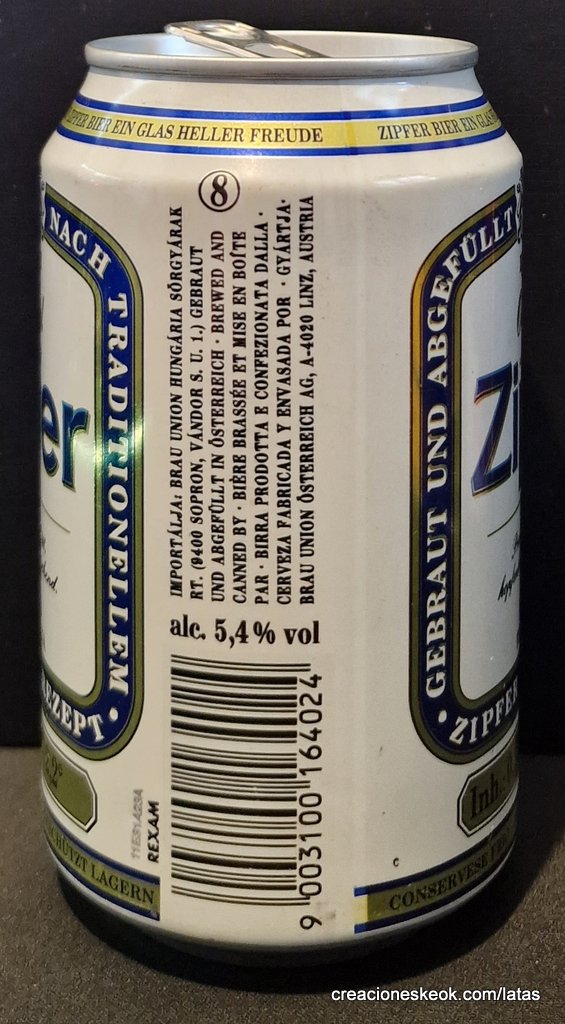 ZIPFER BIER EIN GLAS HELLER FREUDE
ZIPFER BIER EIN GLAS
NACH TRADITIONELLEM
REZEPT •
er
8
IMPORTÁLJA: BRAU UNION HUNGÁRIA SÖRGYÁRAK
RT. (9400 SOPRON, VÁNDOR S. U. 1.) GEBRAUT
UND ABGEFÜLLT IN ÖSTERREICH · BREWED AND
CANNED BY · BIÈRE BRASSÉE ET MISE EN BOÎTE
PAR · BIRRA PRODOTTA E CONFEZIONATA DALLA ·
CERVEZA FABRICADA Y ENVASADA POR · GYÁRTJA·
BRAU UNION ÖSTERREICH AG, A-4020 LINZ, AUSTRIA
alc. 5,4% vol
9 003100 164024
REXAM
SCHÜTZT LAGERN
• GEBRAUT UND ABGEFÜLLT
ZIPFER
Zi
Inh.
c
CONSERVESE
creacioneskeok.com/latas